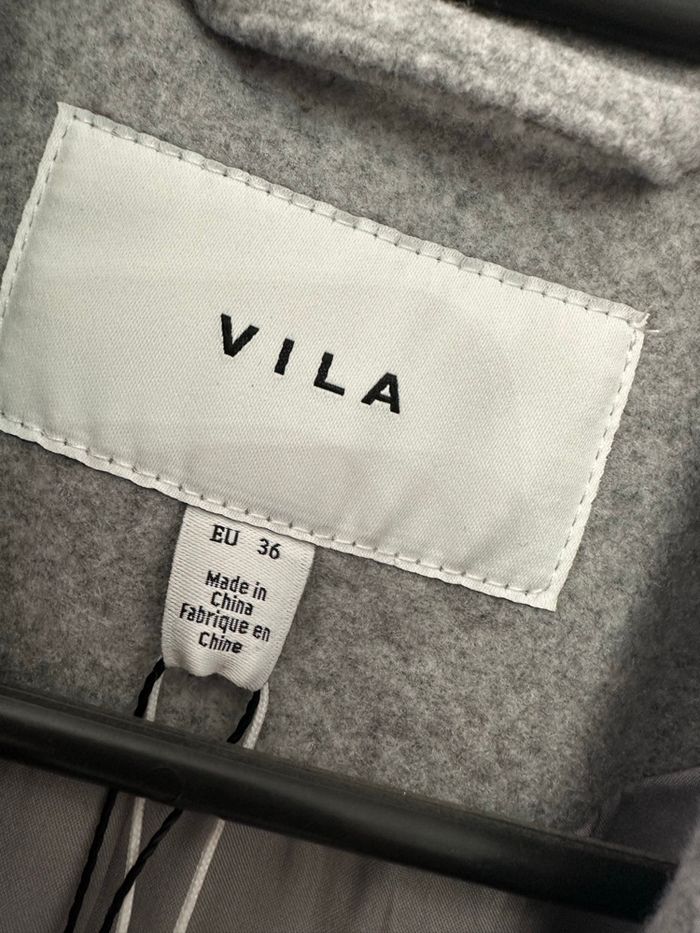 VILA
EU 36
Made in
China
Fabrique en
Chine